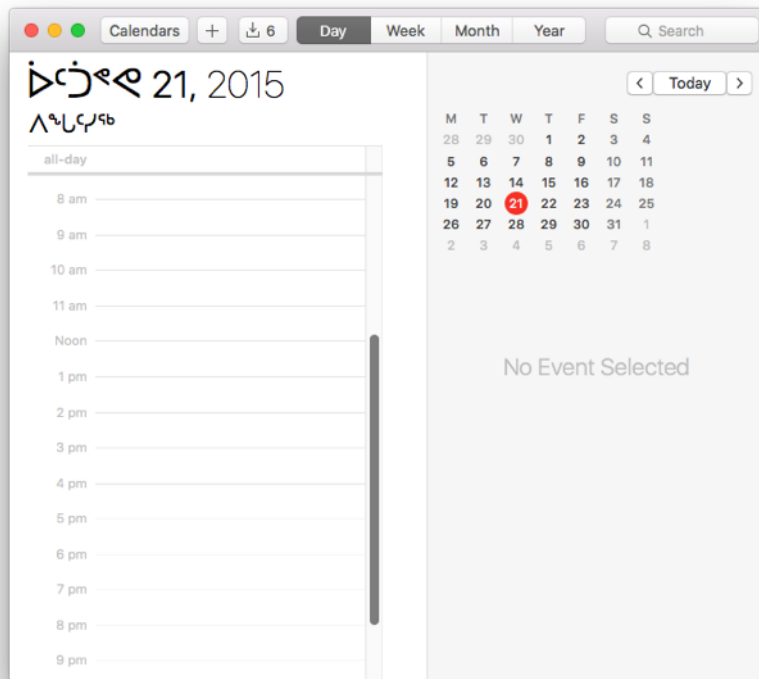 Calendars + 6 Day Week Month Year Search
ᐆᑦᑑᕝᕙ 21, 2015
ᐱᖓᑦᓯᖅ
< Today >
M T W T F S S
28 29 30 1 2 3 4
5 6 7 8 9 10 11
12 13 14 15 16 17 18
19 20 21 22 23 24 25
26 27 28 29 30 31 1
2 3 4 5 6 7 8
all-day
8 am
9 am
10 am
11 am
Noon
1 pm
2 pm
3 pm
4 pm
5 pm
6 pm
7 pm
8 pm
9 pm
No Event Selected